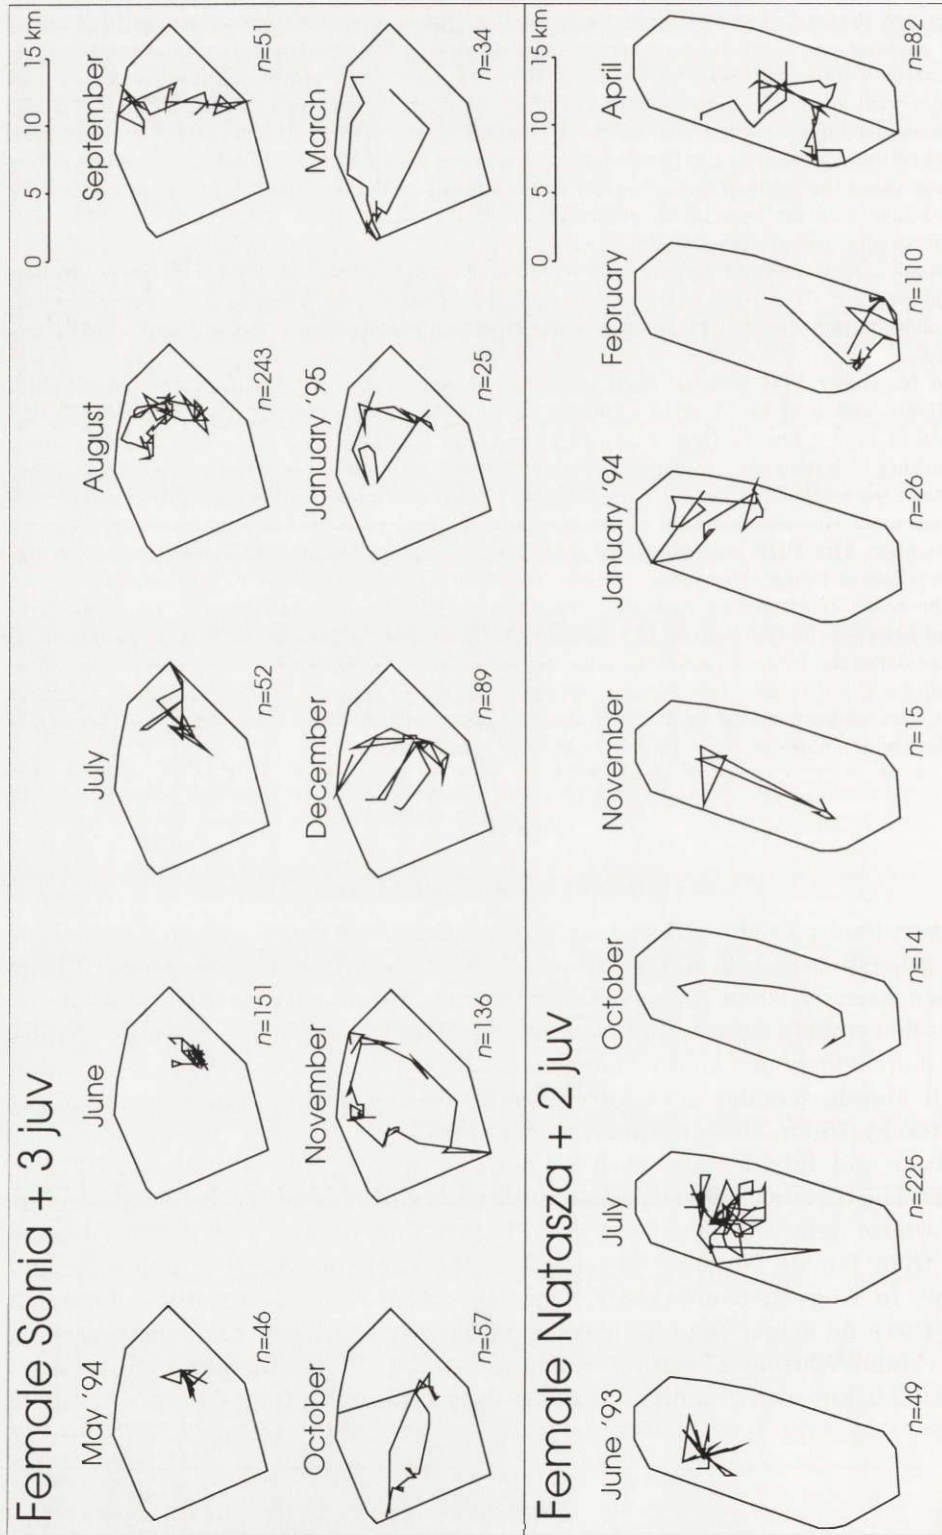 Female Sonia + 3 juv
0 5 10 15 km
May '94
n=46
June
n=151
July
n=52
August
n=243
September
n=51
October
n=57
November
n=136
December
n=89
January '95
n=25
March
n=34
Female Natasza + 2 juv
0 5 10 15 km
June '93
n=49
July
n=225
October
n=14
November
n=15
January '94
n=26
February
n=110
April
n=82